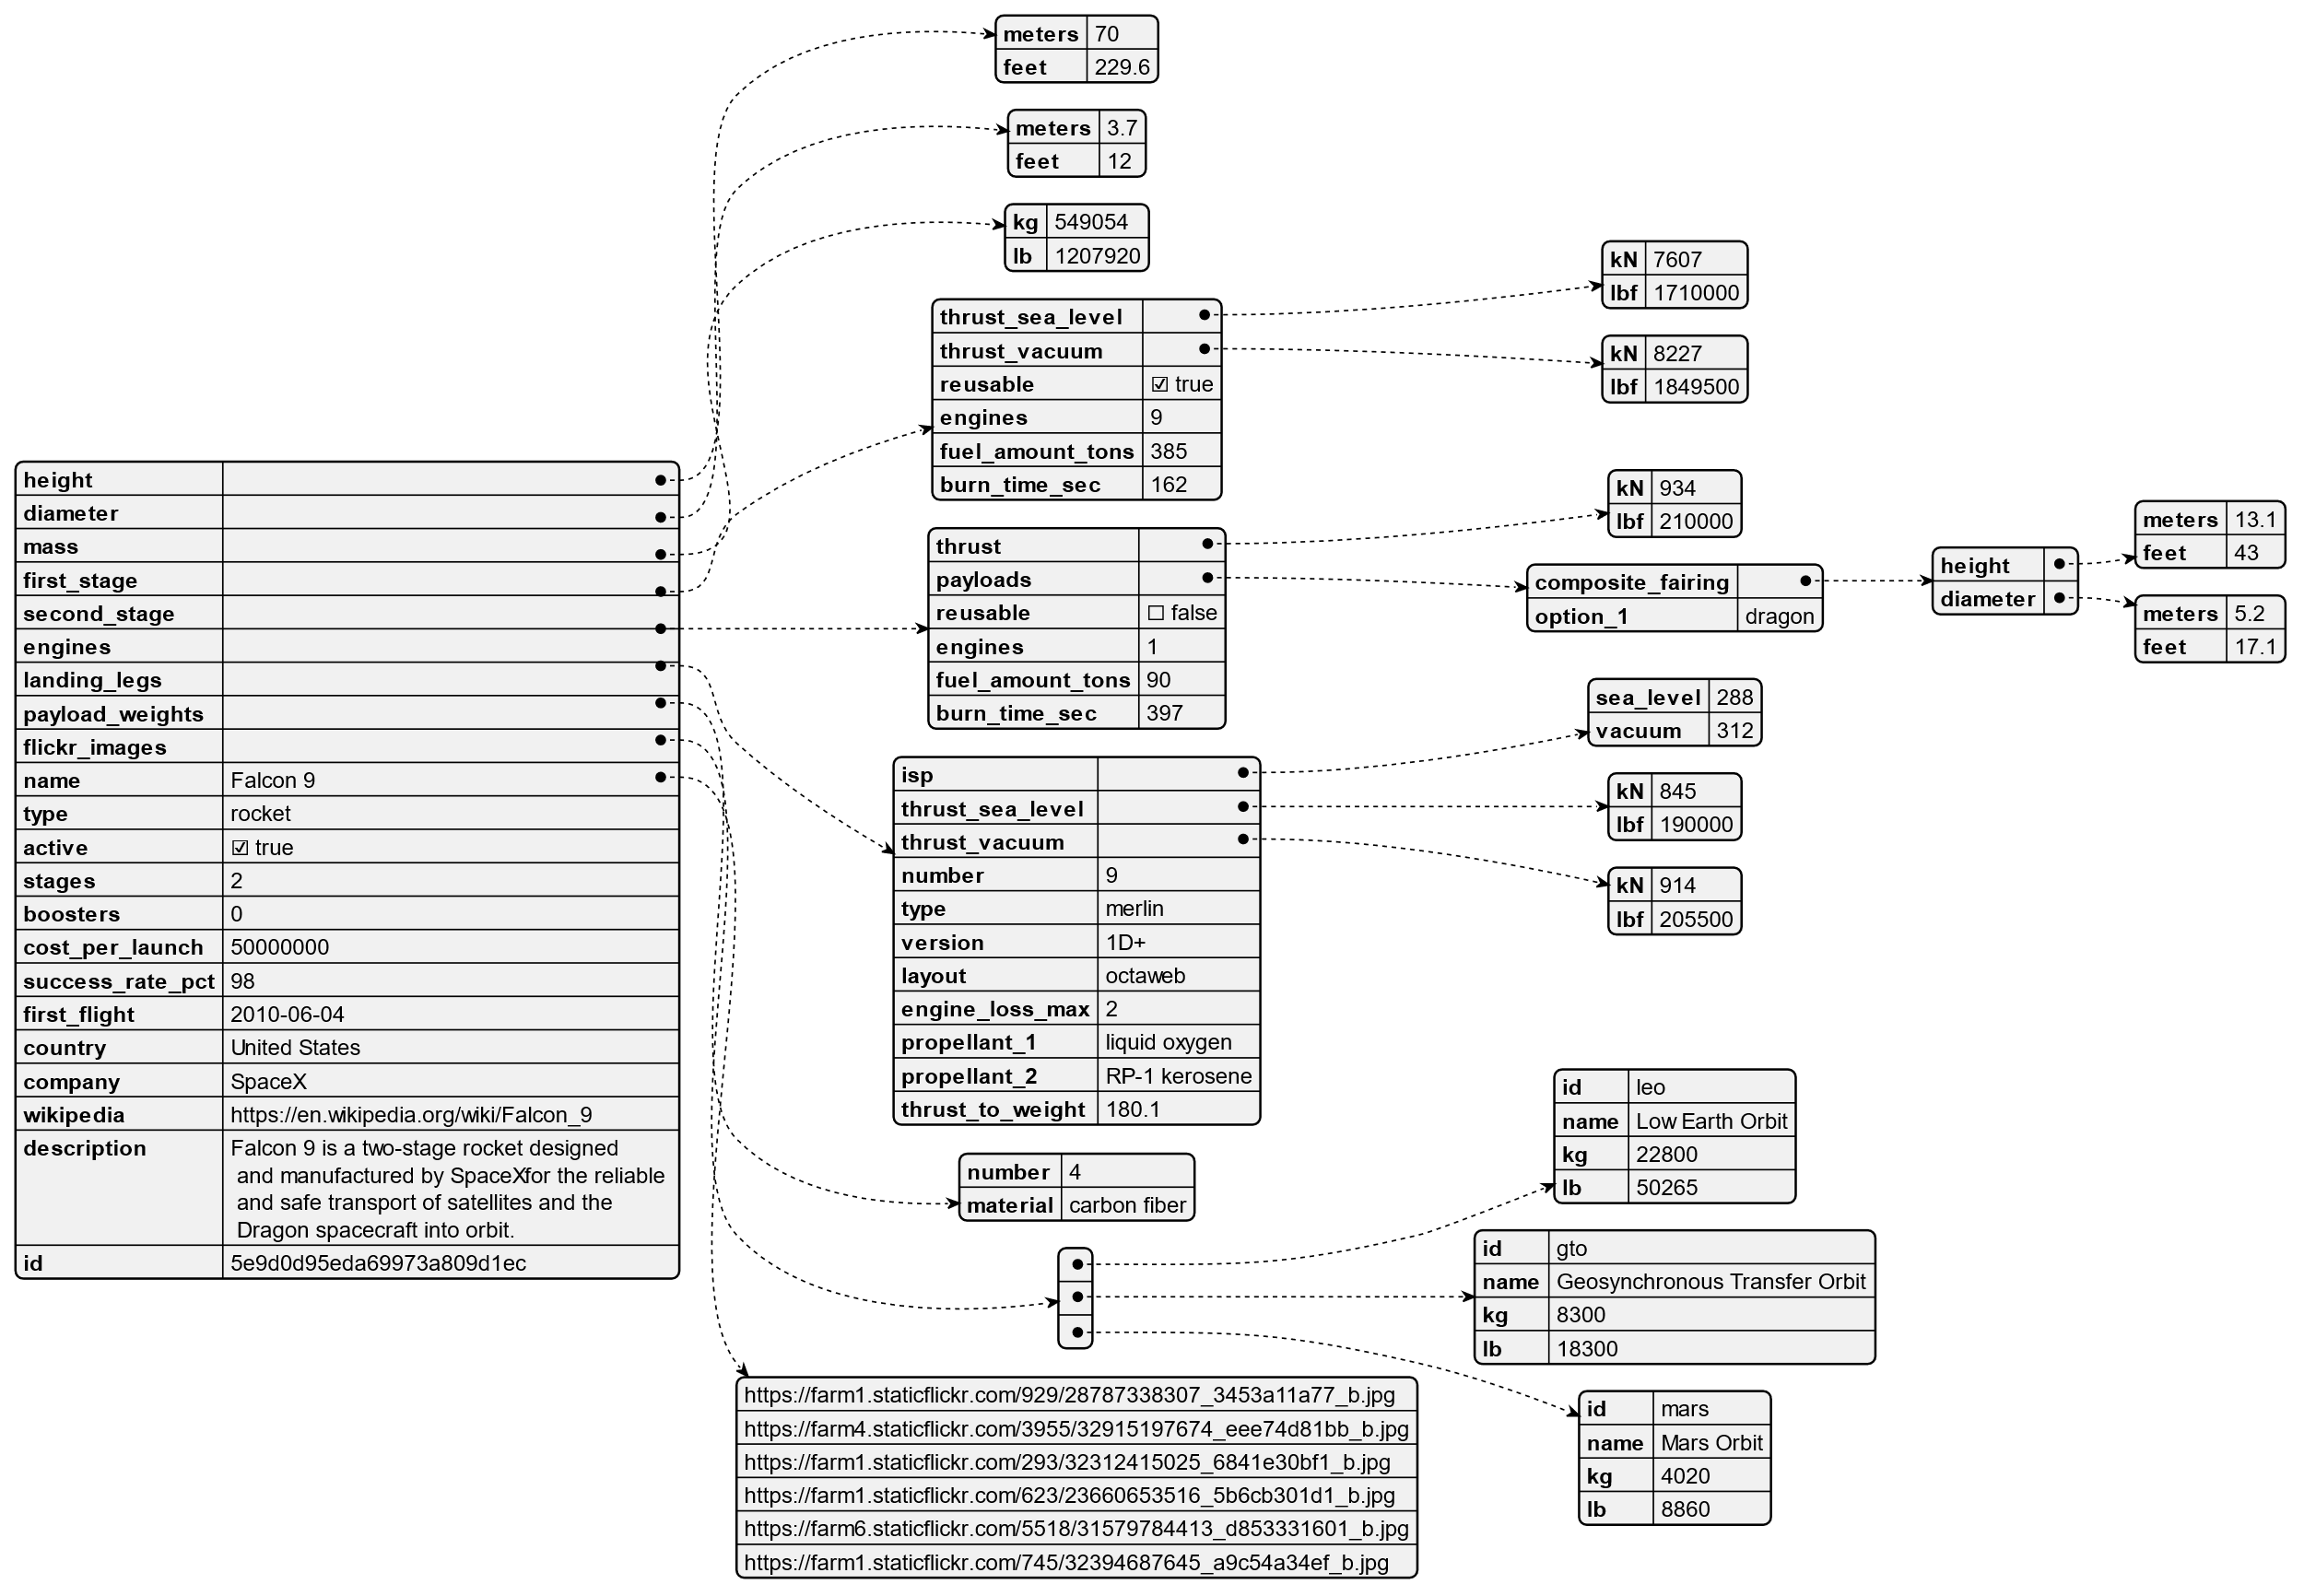 height
diameter
mass
first_stage
second_stage
engines
landing_legs
payload_weights
flickr_images
name Falcon 9
type rocket
active ☑ true
stages 2
boosters 0
cost_per_launch 50000000
success_rate_pct 98
first_flight 2010-06-04
country United States
company SpaceX
wikipedia https://en.wikipedia.org/wiki/Falcon_9
description Falcon 9 is a two-stage rocket designed
and manufactured by SpaceXfor the reliable
and safe transport of satellites and the
Dragon spacecraft into orbit.
id 5e9d0d95eda69973a809d1ec
meters 70
feet 229.6
meters 3.7
feet 12
kg 549054
lb 1207920
thrust_sea_level
thrust_vacuum
reusable ☑ true
engines 9
fuel_amount_tons 385
burn_time_sec 162
kN 7607
lbf 1710000
kN 8227
lbf 1849500
thrust
payloads
reusable ☐ false
engines 1
fuel_amount_tons 90
burn_time_sec 397
kN 934
lbf 210000
composite_fairing
option_1 dragon
height
diameter
meters 13.1
feet 43
meters 5.2
feet 17.1
isp
thrust_sea_level
thrust_vacuum
number 9
type merlin
version 1D+
layout octaweb
engine_loss_max 2
propellant_1 liquid oxygen
propellant_2 RP-1 kerosene
thrust_to_weight 180.1
sea_level 288
vacuum 312
kN 845
lbf 190000
kN 914
lbf 205500
number 4
material carbon fiber
id leo
name Low Earth Orbit
kg 22800
lb 50265
id gto
name Geosynchronous Transfer Orbit
kg 8300
lb 18300
id mars
name Mars Orbit
kg 4020
lb 8860
https://farm1.staticflickr.com/929/28787338307_3453a11a77_b.jpg
https://farm4.staticflickr.com/3955/32915197674_eee74d81bb_b.jpg
https://farm1.staticflickr.com/293/32312415025_6841e30bf1_b.jpg
https://farm1.staticflickr.com/623/23660653516_5b6cb301d1_b.jpg
https://farm6.staticflickr.com/5518/31579784413_d853331601_b.jpg
https://farm1.staticflickr.com/745/32394687645_a9c54a34ef_b.jpg